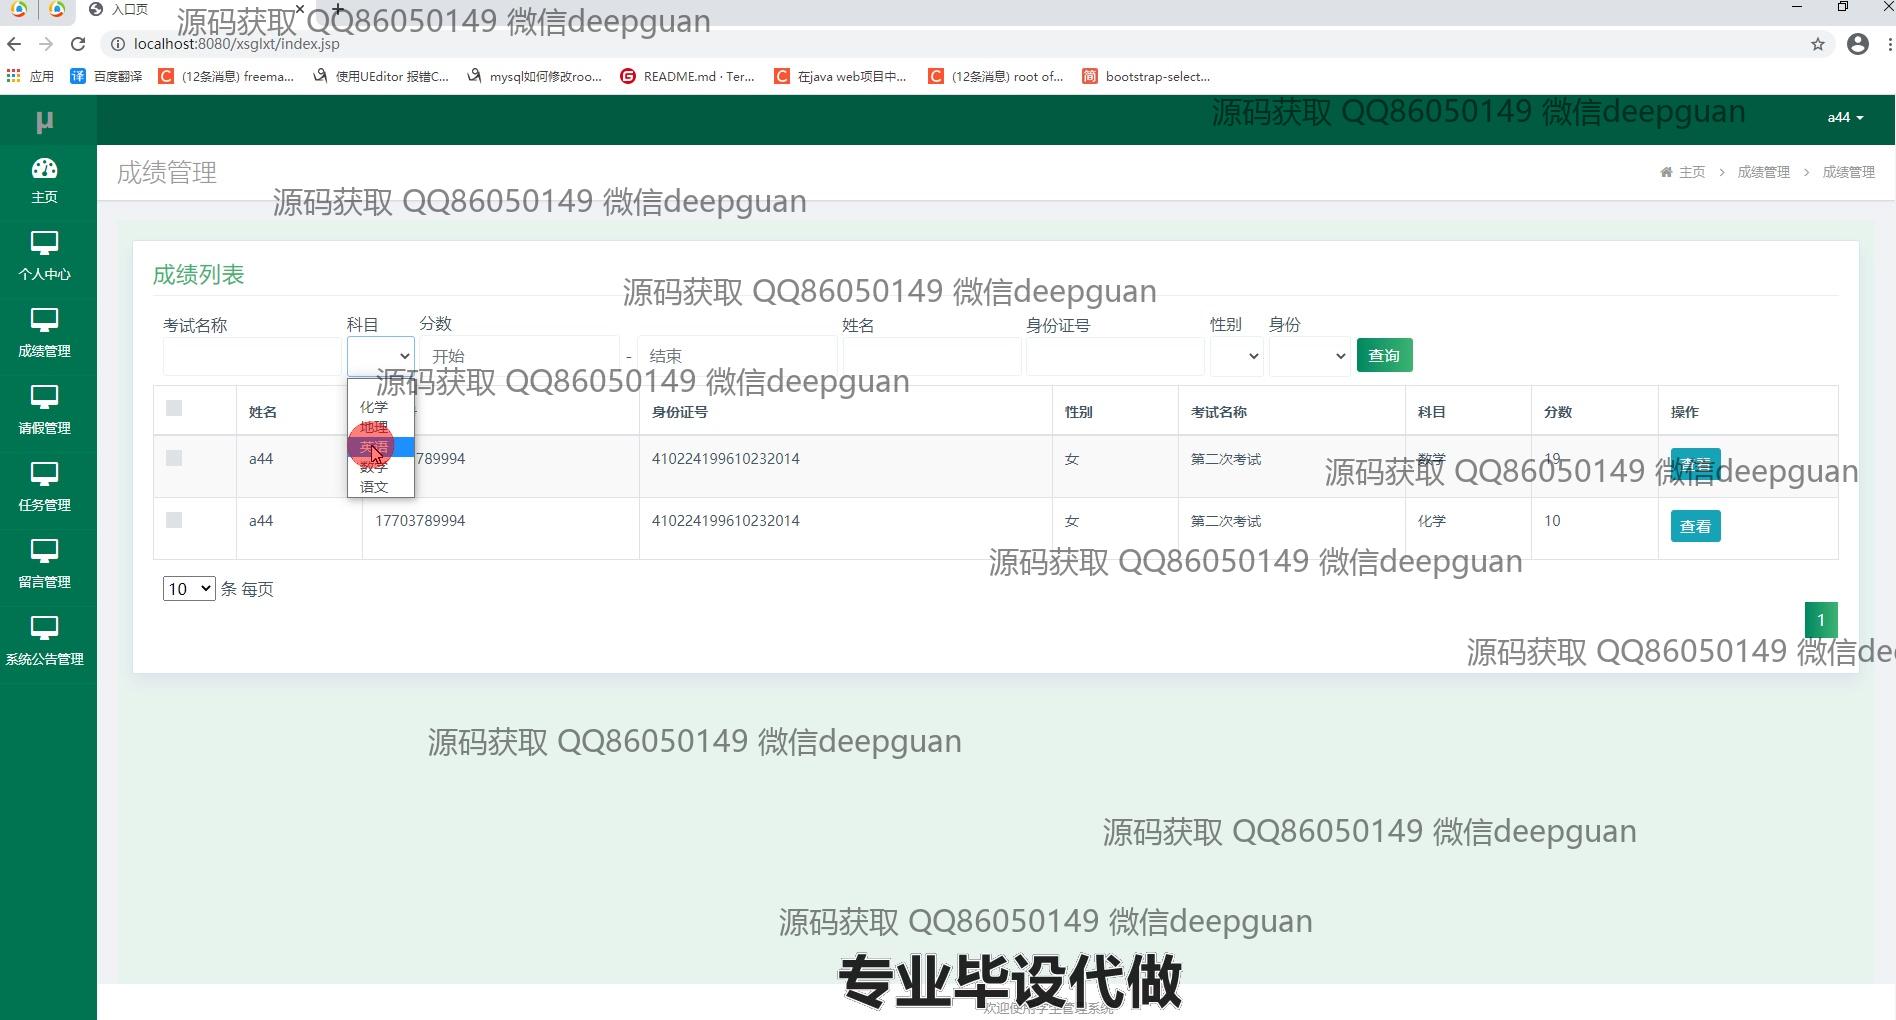 入口页
源码获取 QQ86050149 微信deepguan
localhost:8080/xsglxt/index.jsp
应用 百度翻译 (12条消息) freema... 使用UEditor 报错C... mysql如何修改roo... README.md · Ter... 在java web项目中... (12条消息) root of... bootstrap-select...
源码获取 QQ86050149 微信deepguan
μ
a44
成绩管理
主页 > 成绩管理 > 成绩管理
主页
源码获取 QQ86050149 微信deepguan
个人中心
成绩列表
源码获取 QQ86050149 微信deepguan
考试名称 科目 分数 姓名 身份证号 性别 身份
开始 - 结束 查询
成绩管理
源码获取 QQ86050149 微信deepguan
化学
地理
英语
数学
语文
姓名 身份证号 性别 考试名称 科目 分数 操作
请假管理
a44 789994 410224199610232014 女 第二次考试 数学 19 查看
源码获取 QQ86050149 微信deepguan
任务管理
a44 17703789994 410224199610232014 女 第二次考试 化学 10 查看
源码获取 QQ86050149 微信deepguan
留言管理
10 条 每页
1
系统公告管理
源码获取 QQ86050149 微信dee
源码获取 QQ86050149 微信deepguan
源码获取 QQ86050149 微信deepguan
源码获取 QQ86050149 微信deepguan
专业毕设代做
欢迎使用学生管理系统